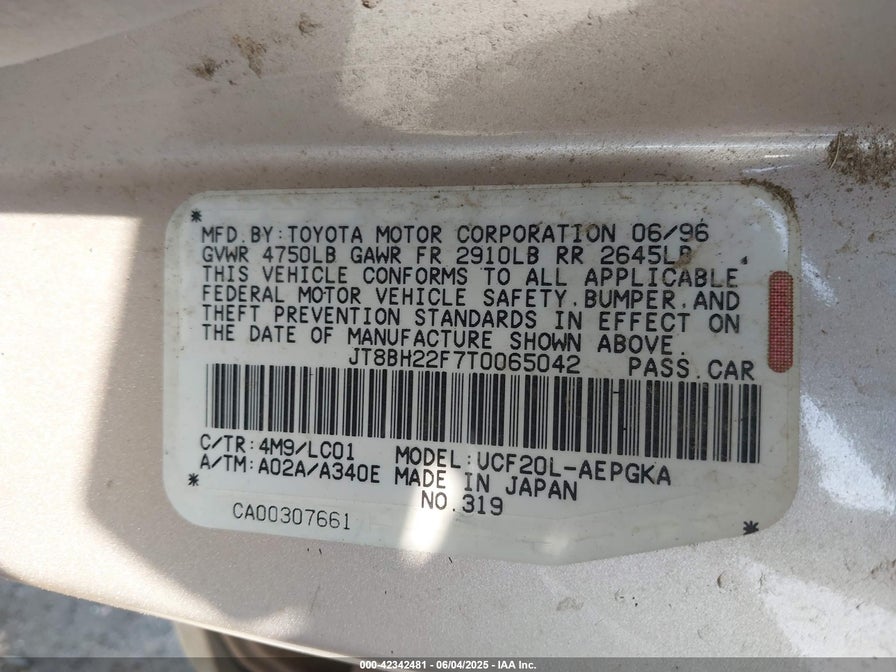 MFD.BY:TOYOTA MOTOR CORPORATION 06/96
GVWR 4750LB GAWR FR 2910LB RR 2645LB
THIS VEHICLE CONFORMS TO ALL APPLICABLE
FEDERAL MOTOR VEHICLE SAFETY.BUMPER.AND
THEFT PREVENTION STANDARDS IN EFFECT ON
THE DATE OF MANUFACTURE SHOWN ABOVE.
JT8BH22F7T0065042 PASS.CAR
C/TR:4M9/LC01 MODEL:UCF20L-AEPGKA
A/TM:A02A/A340E MADE IN JAPAN
NO.319
CA00307661
000-42342481 - 06/04/2025 - IAA Inc.